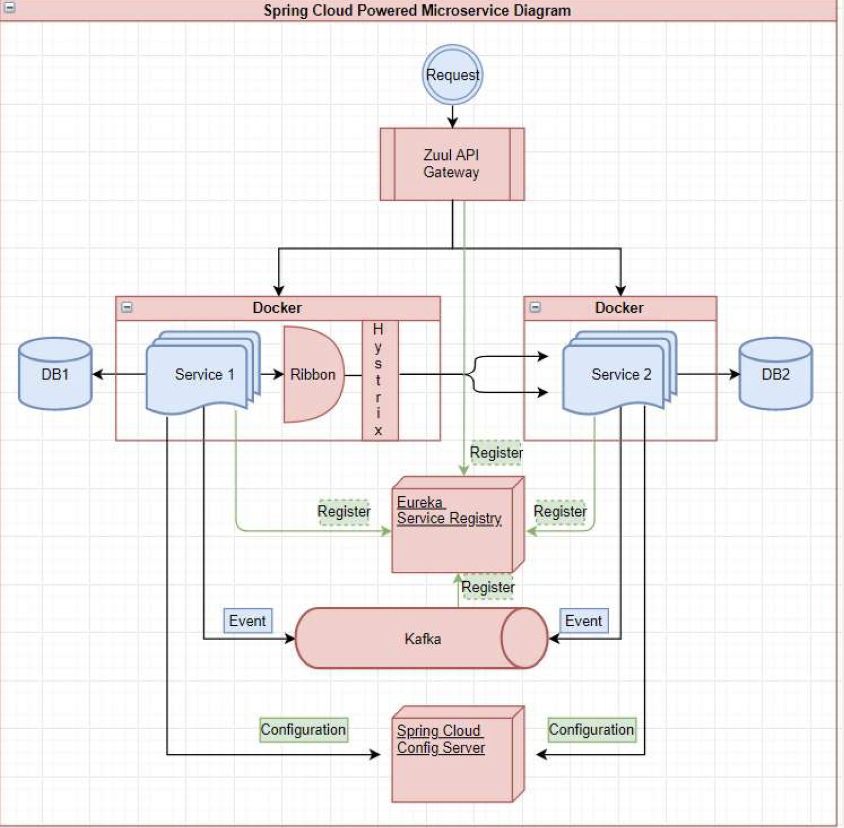 Spring Cloud Powered Microservice Diagram
Request
Zuul API
Gateway
Docker
Docker
DB1
Service 1
Ribbon
H
y
s
t
r
i
x
Service 2
DB2
Register
Eureka
Service Registry
Register
Register
Register
Event
Kafka
Event
Configuration
Spring Cloud
Config Server
Configuration